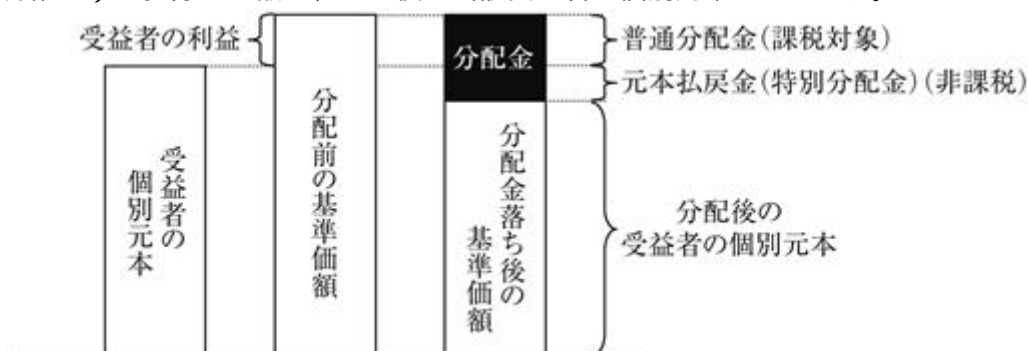 受益者の利益
分配金
普通分配金(課税対象)
元本払戻金(特別分配金)(非課税)
受益者の
個別元本
分配前の基準価額
分配金落ち後の
基準価額
分配後の
受益者の個別元本